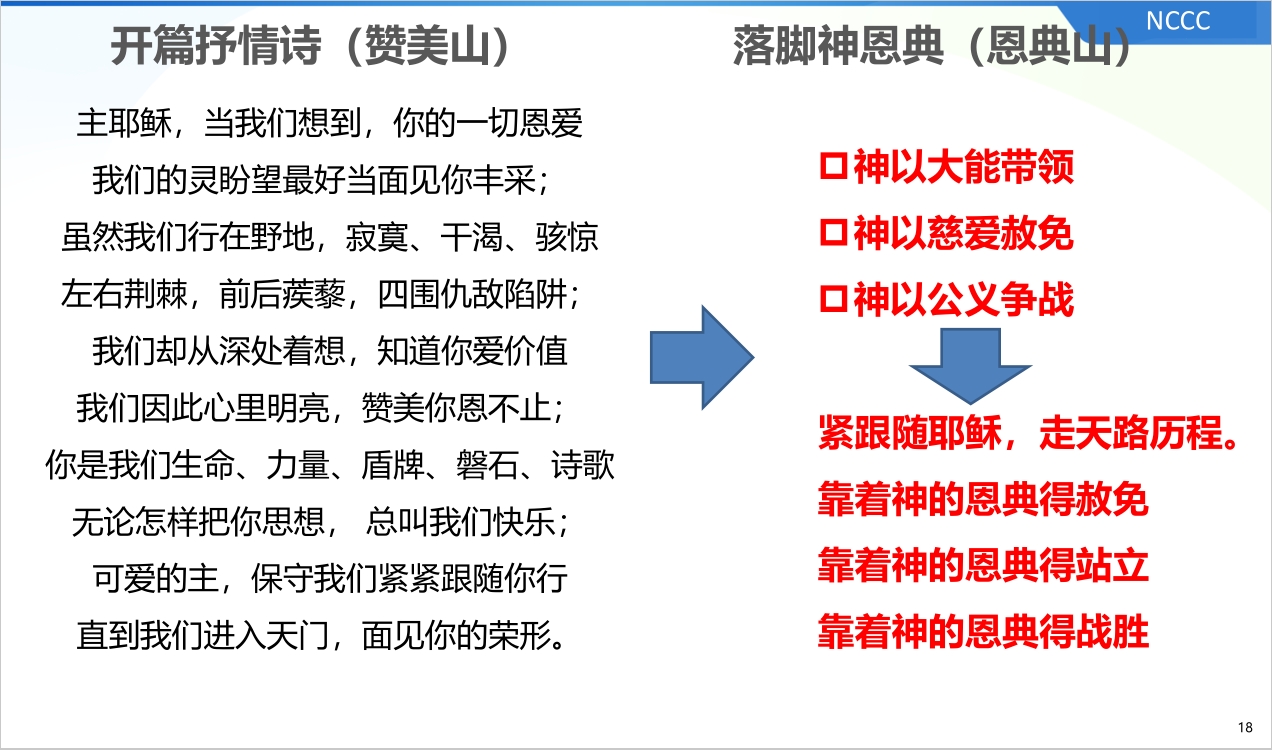 NCCC
开篇抒情诗（赞美山）
落脚神恩典（恩典山）
主耶稣，当我们想到，你的一切恩爱
我们的灵盼望最好当面见你丰采；
虽然我们行在野地，寂寞、干渴、骇惊
左右荆棘，前后蒺藜，四围仇敌陷阱；
我们却从深处着想，知道你爱价值
我们因此心里明亮，赞美你恩不止；
你是我们生命、力量、盾牌、磐石、诗歌
无论怎样把你思想， 总叫我们快乐；
可爱的主，保守我们紧紧跟随你行
直到我们进入天门，面见你的荣形。
神以大能带领
神以慈爱赦免
神以公义争战
紧跟随耶稣，走天路历程。
靠着神的恩典得赦免
靠着神的恩典得站立
靠着神的恩典得战胜
18